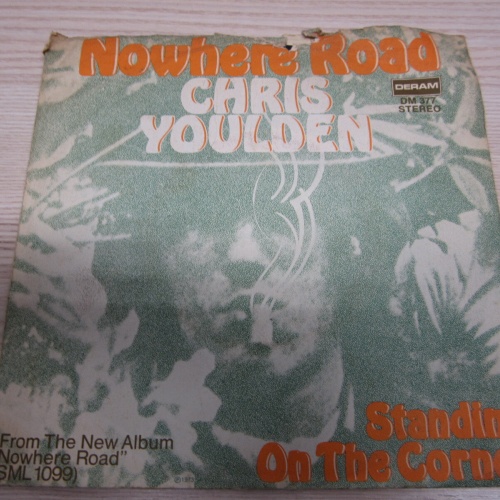 Nowhere Road
CHRIS
YOULDEN
DERAM
DM 377
STEREO
Standin
On The Corne
"From The New Album
Nowhere Road"
SML 1099)